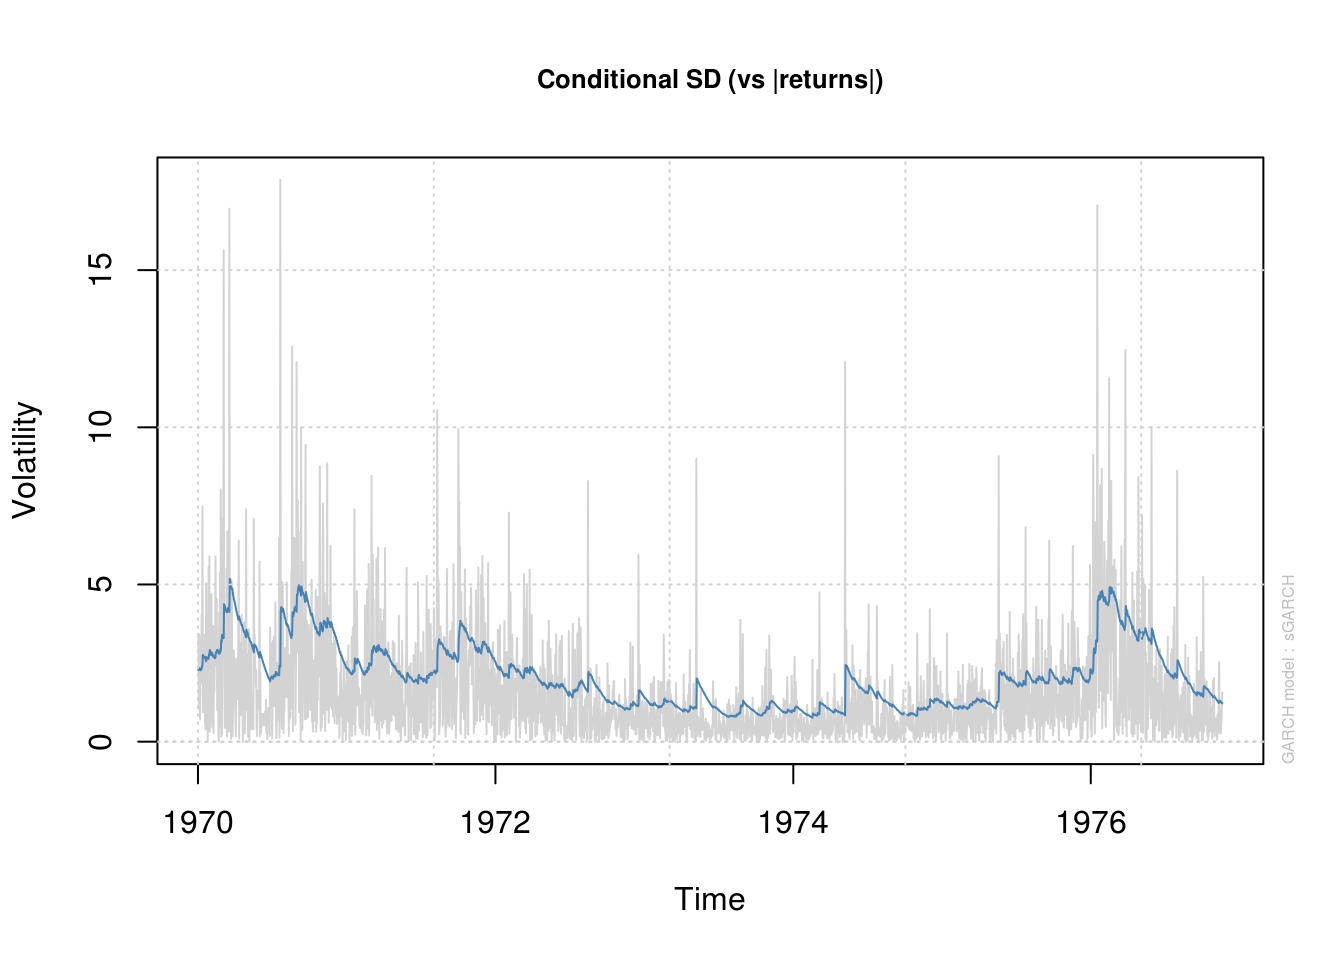 Conditional SD (vs |returns|)
Volatility
15
10
5
0
1970 1972 1974 1976
Time
GARCH model : sGARCH